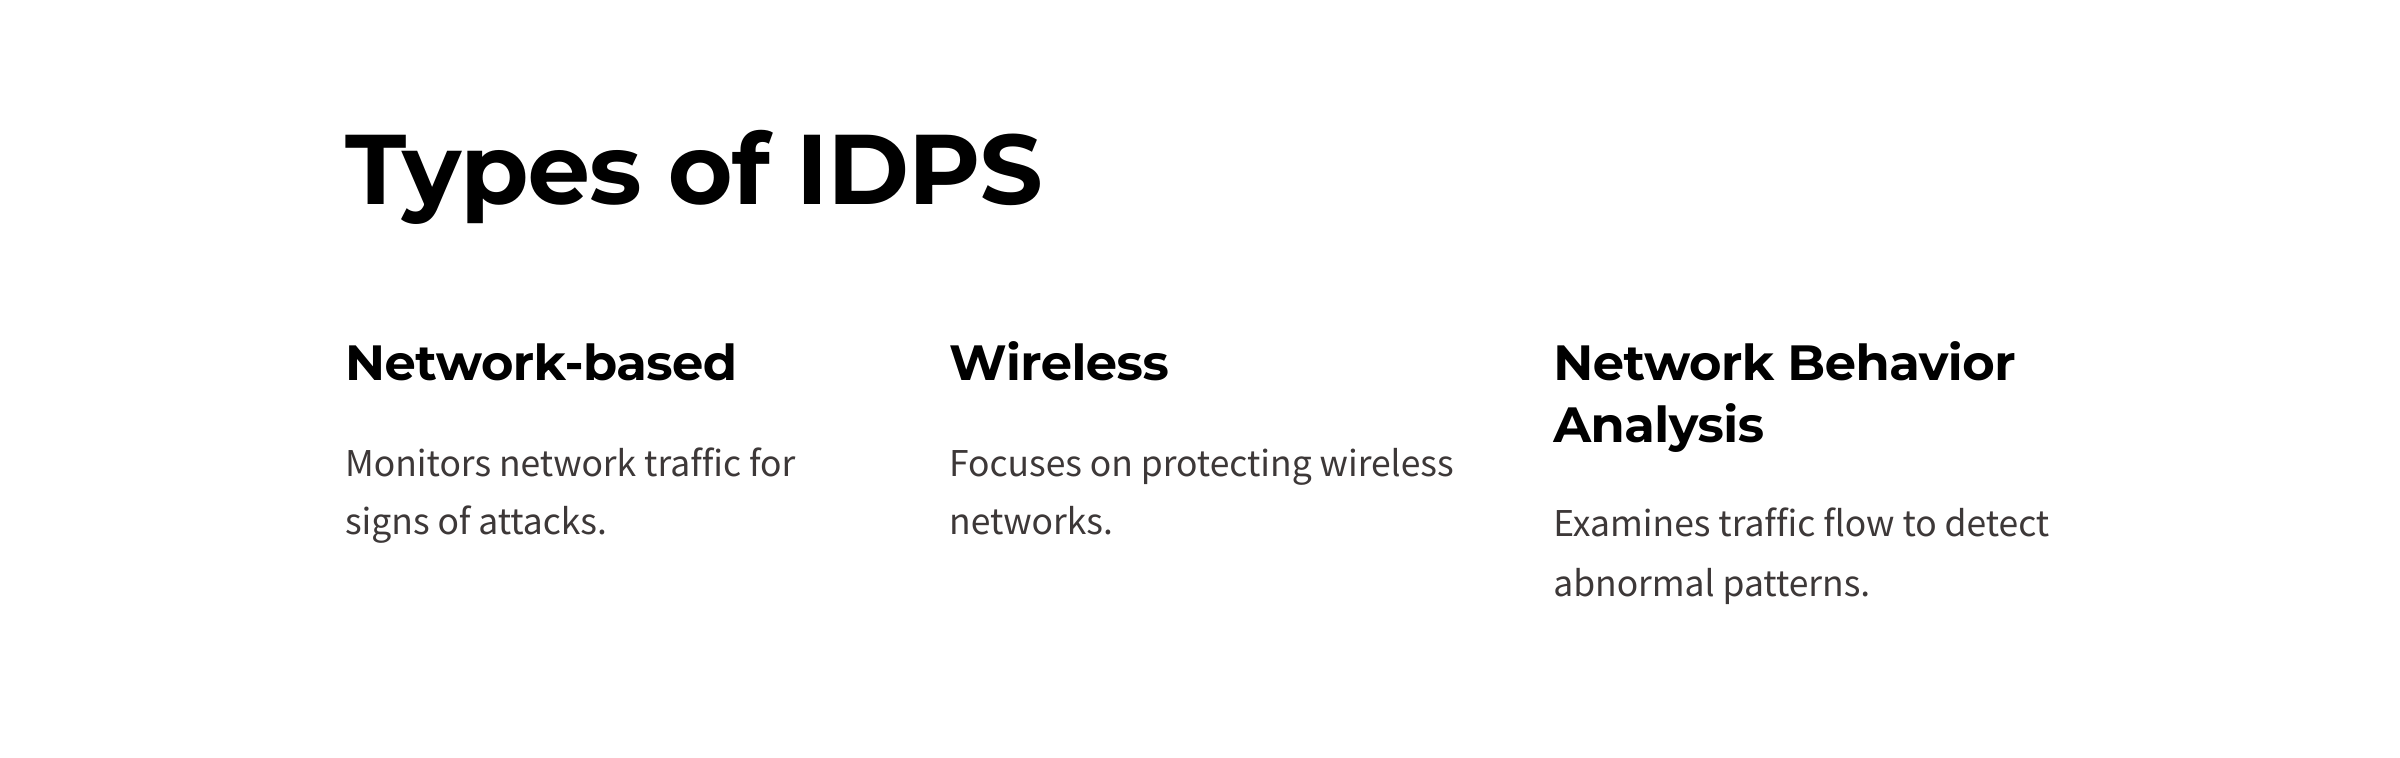 Types of IDPS
Network-based
Monitors network traffic for
signs of attacks.
Wireless
Focuses on protecting wireless
networks.
Network Behavior
Analysis
Examines traffic flow to detect
abnormal patterns.